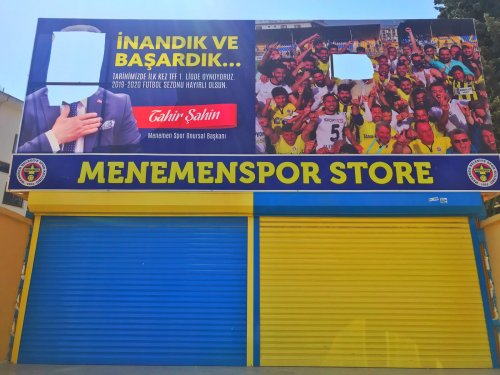 İNANDIK VE
BAŞARDIK...
TARİHİMİZDE İLK KEZ TFF 1. LİGDE OYNUYORUZ.
2019-2020 FUTBOL SEZONU HAYIRLI OLSUN.
Tahir Şahin
Menemen Spor Onursal Başkanı
5
MENEMENSPOR STORE